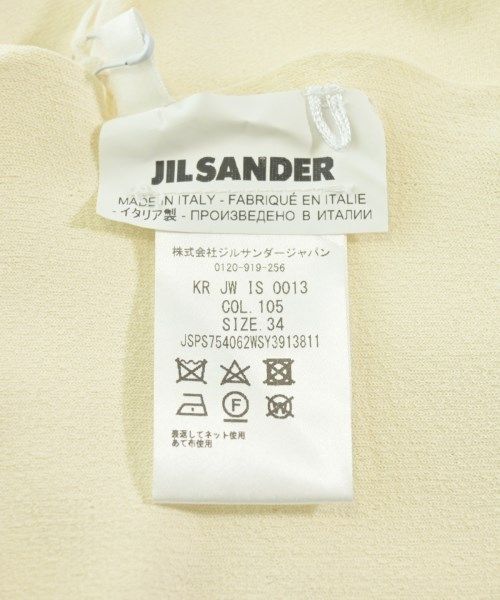 JIL SANDER
MADE IN ITALY - FABRIQUÉ EN ITALIE
- イタリア製 - ПРОИЗВЕДЕНО В ИТАЛИИ
株式会社ジルサンダージャパン
0120-919-256
KR JW IS 0013
COL. 105
SIZE. 34
JSPS754062WSY3913811
F
W
裏返してネット使用
あて布使用